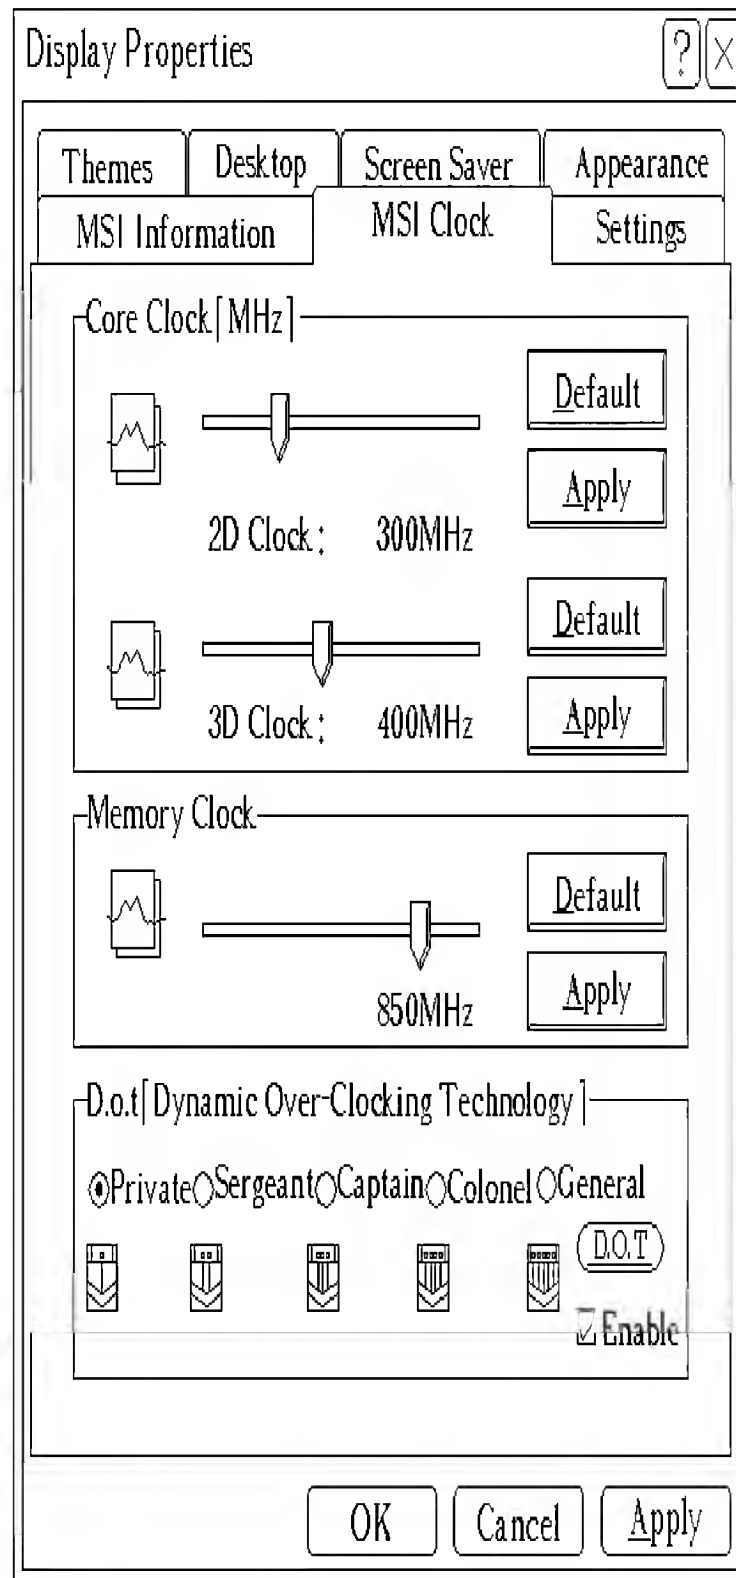 Display Properties ? ×
Themes Desktop Screen Saver Appearance
MSI Information MSI Clock Settings
Core Clock[MHz]
Default
Apply
2D Clock: 300MHz
Default
Apply
3D Clock: 400MHz
Memory Clock
Default
Apply
850MHz
D.o.t[Dynamic Over-Clocking Technology]
Private Sergeant Captain Colonel General
D.O.T
Enable
OK Cancel Apply